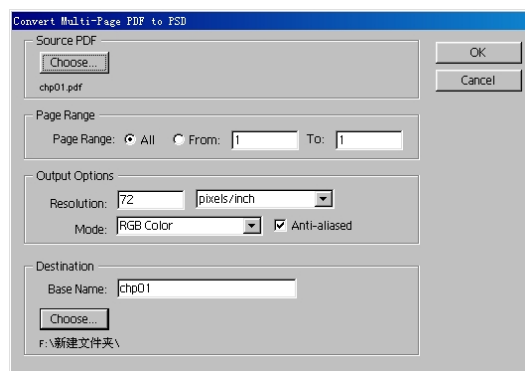 Convert Multi-Page PDF to PSD
Source PDF
Choose...
chp01.pdf
OK
Cancel
Page Range
Page Range: All From: 1 To: 1
Output Options
Resolution: 72 pixels/inch
Mode: RGB Color Anti-aliased
Destination
Base Name: chp01
Choose...
F:\新建文件夹\